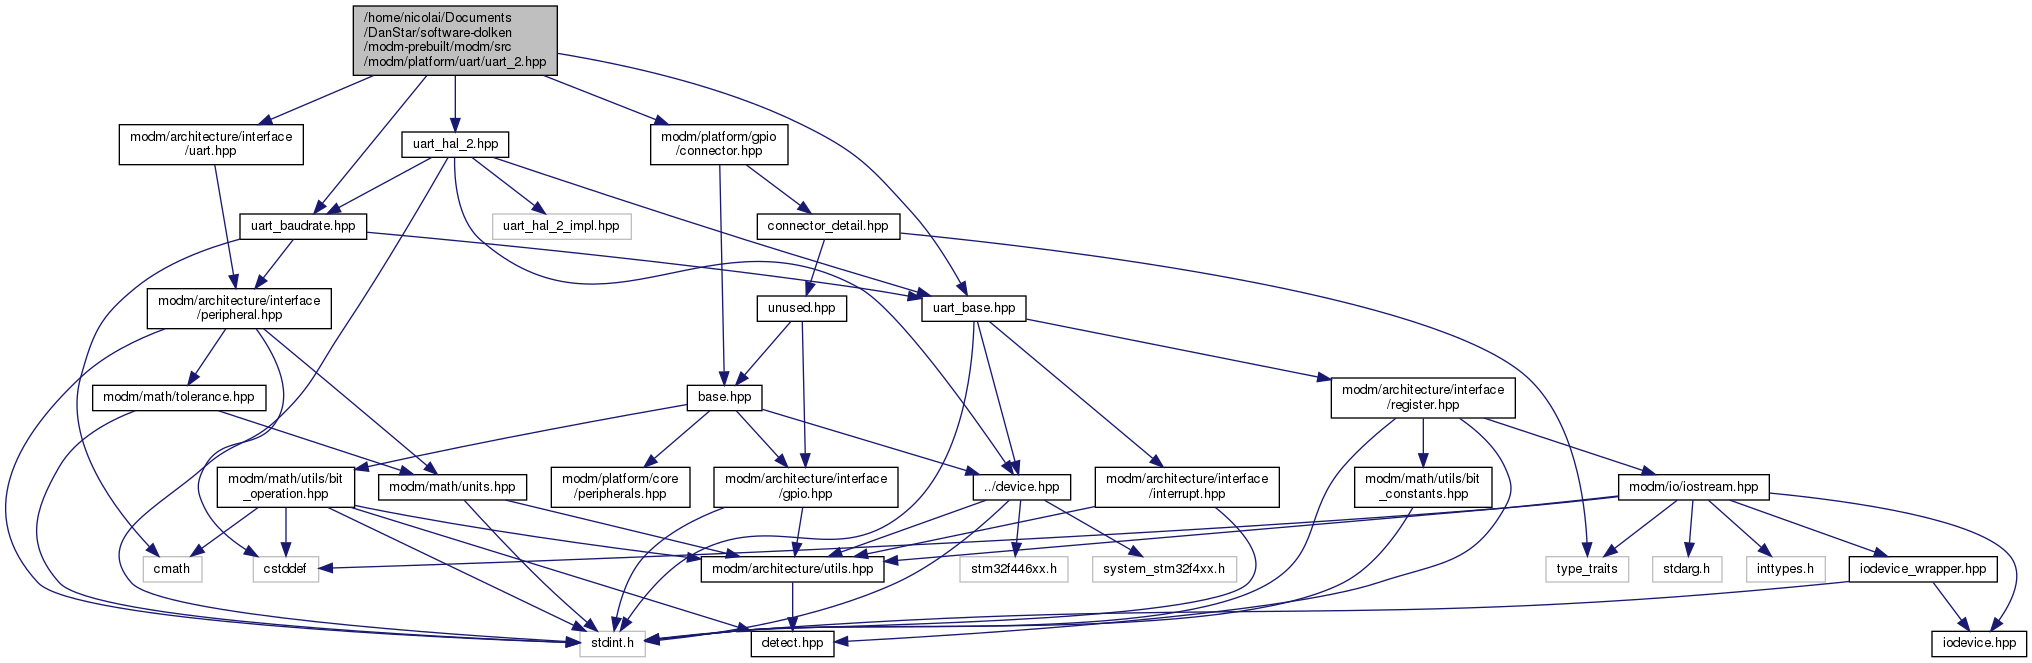 /home/nicolai/Documents
/DanStar/software-dolken
/modm-prebuilt/modm/src
/modm/platform/uart/uart_2.hpp
modm/architecture/interface
/uart.hpp
uart_hal_2.hpp
modm/platform/gpio
/connector.hpp
uart_baudrate.hpp
uart_hal_2_impl.hpp
connector_detail.hpp
modm/architecture/interface
/peripheral.hpp
unused.hpp
uart_base.hpp
modm/math/tolerance.hpp
base.hpp
modm/architecture/interface
/register.hpp
modm/math/utils/bit
_operation.hpp
modm/math/units.hpp
modm/platform/core
/peripherals.hpp
modm/architecture/interface
/gpio.hpp
../device.hpp
modm/architecture/interface
/interrupt.hpp
modm/math/utils/bit
_constants.hpp
modm/io/iostream.hpp
cmath
cstddef
modm/architecture/utils.hpp
stm32f446xx.h
system_stm32f4xx.h
type_traits
stdarg.h
inttypes.h
iodevice_wrapper.hpp
stdint.h
detect.hpp
iodevice.hpp